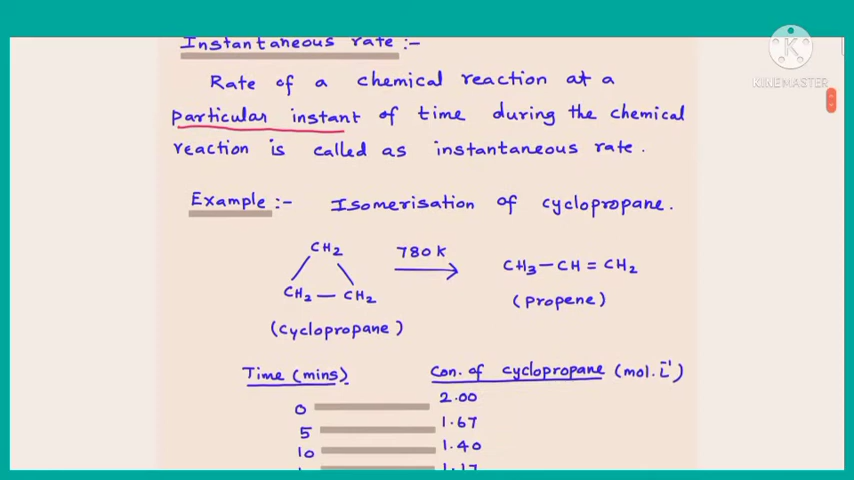 Instantaneous rate :-
Rate of a chemical reaction at a
particular instant of time during the chemical
reaction is called as instantaneous rate.
Example :- Isomerisation of cyclopropane.
CH2
CH2 — CH2
780 K
CH3 — CH = CH2
(cyclopropane)
(propene)
Time (mins)
Con. of cyclopropane (mol. L⁻¹)
0 2.00
5 1.67
10 1.40
1.17
K
KINEMASTER